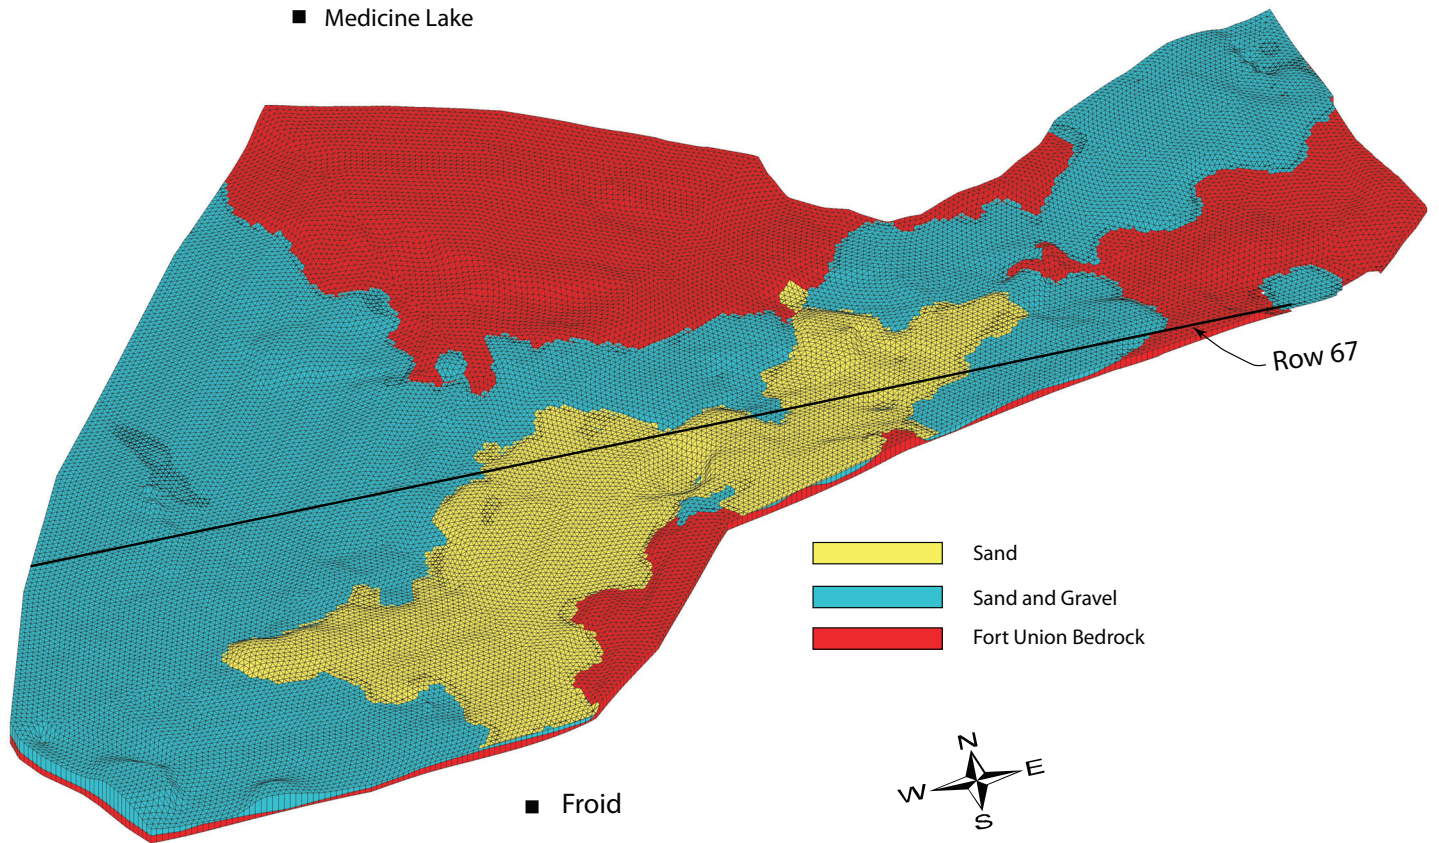 Medicine Lake
Row 67
Sand
Sand and Gravel
Fort Union Bedrock
N
W E
S
Froid